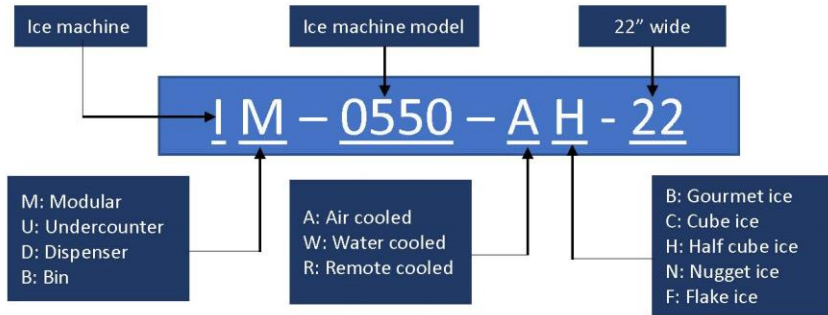 Ice machine
Ice machine model
22” wide
I M – 0550 – A H - 22
M: Modular
U: Undercounter
D: Dispenser
B: Bin
A: Air cooled
W: Water cooled
R: Remote cooled
B: Gourmet ice
C: Cube ice
H: Half cube ice
N: Nugget ice
F: Flake ice